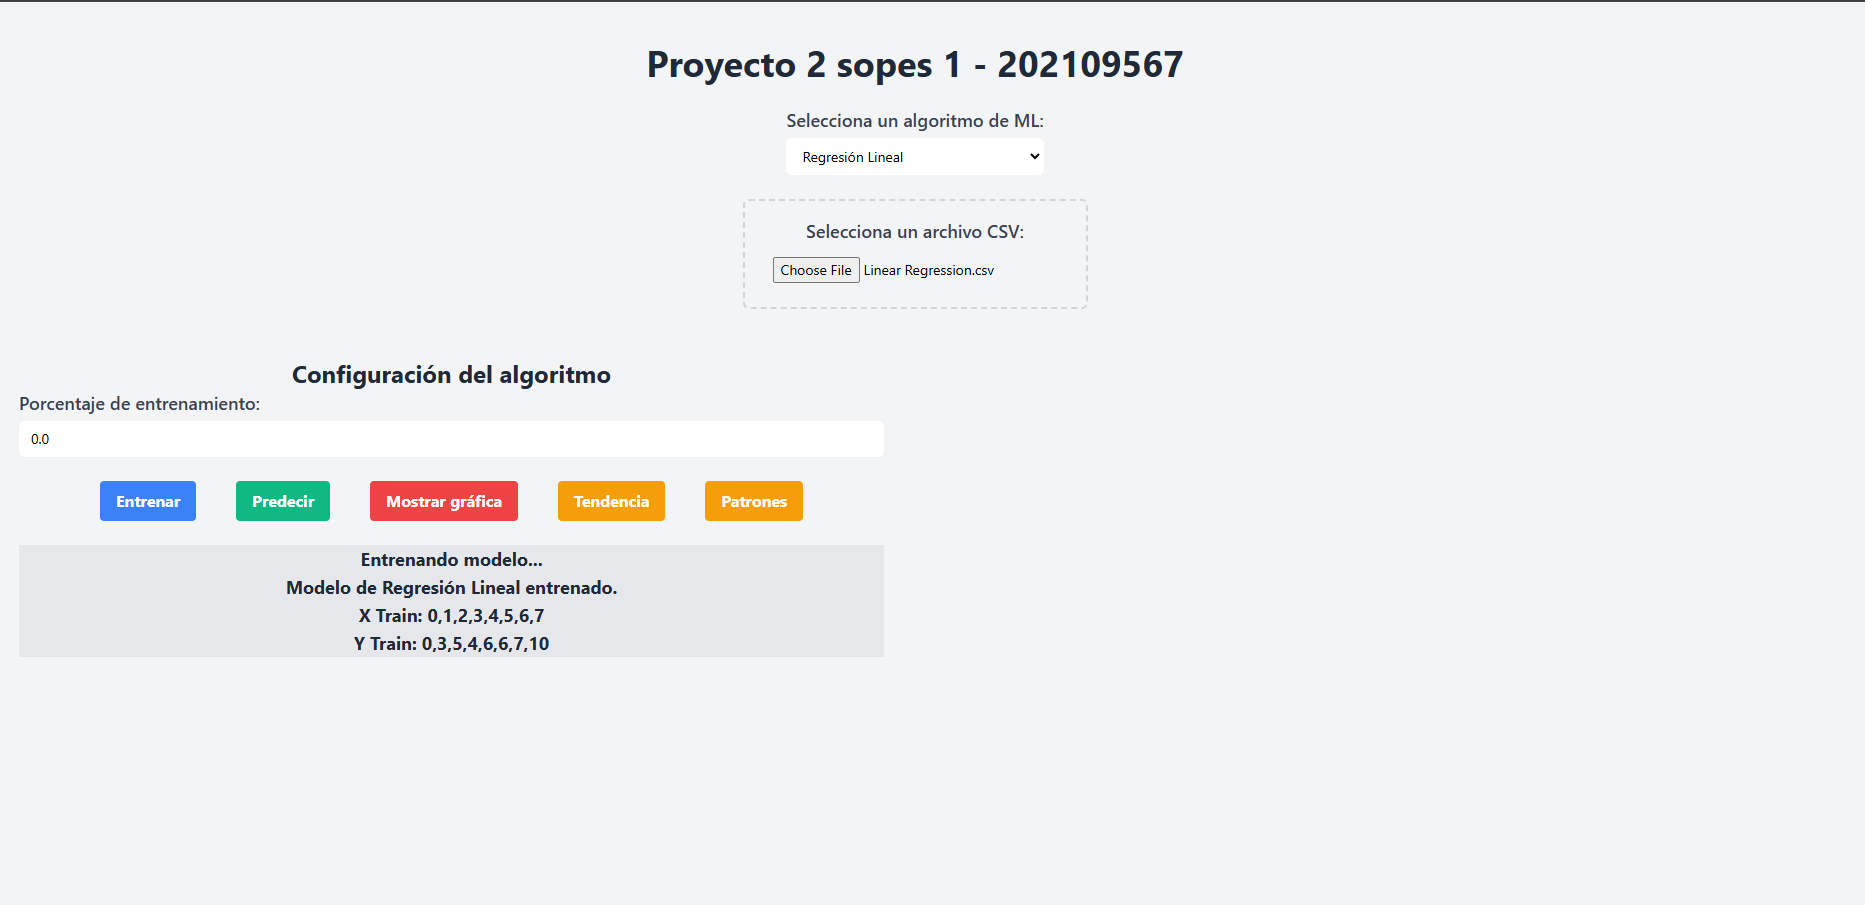 Proyecto 2 sopes 1 - 202109567
Selecciona un algoritmo de ML:
Regresión Lineal
Selecciona un archivo CSV:
Choose File Linear Regression.csv
Configuración del algoritmo
Porcentaje de entrenamiento:
0.0
Entrenar Predecir Mostrar gráfica Tendencia Patrones
Entrenando modelo...
Modelo de Regresión Lineal entrenado.
X Train: 0,1,2,3,4,5,6,7
Y Train: 0,3,5,4,6,6,7,10